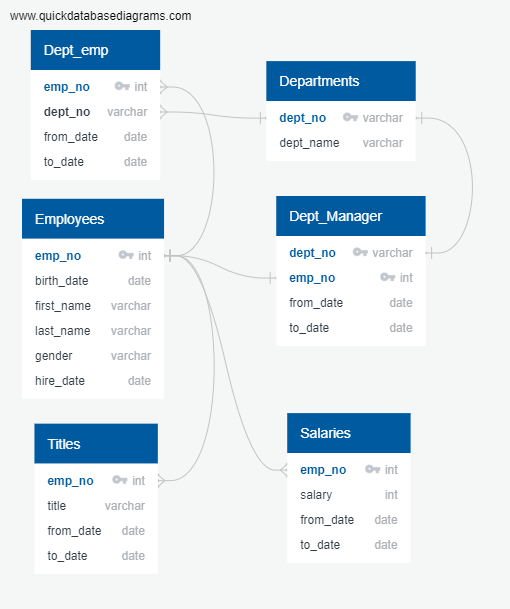 www.quickdatabasediagrams.com
Dept_emp
emp_no int
dept_no varchar
from_date date
to_date date
Departments
dept_no varchar
dept_name varchar
Employees
emp_no int
birth_date date
first_name varchar
last_name varchar
gender varchar
hire_date date
Dept_Manager
dept_no varchar
emp_no int
from_date date
to_date date
Titles
emp_no int
title varchar
from_date date
to_date date
Salaries
emp_no int
salary int
from_date date
to_date date